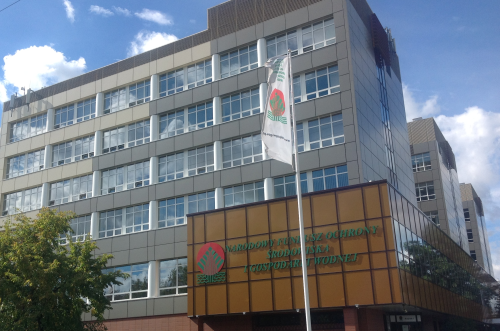 NARODOWY FUNDUSZ OCHRONY
ŚRODOWISKA
I GOSPODARKI WODNEJ